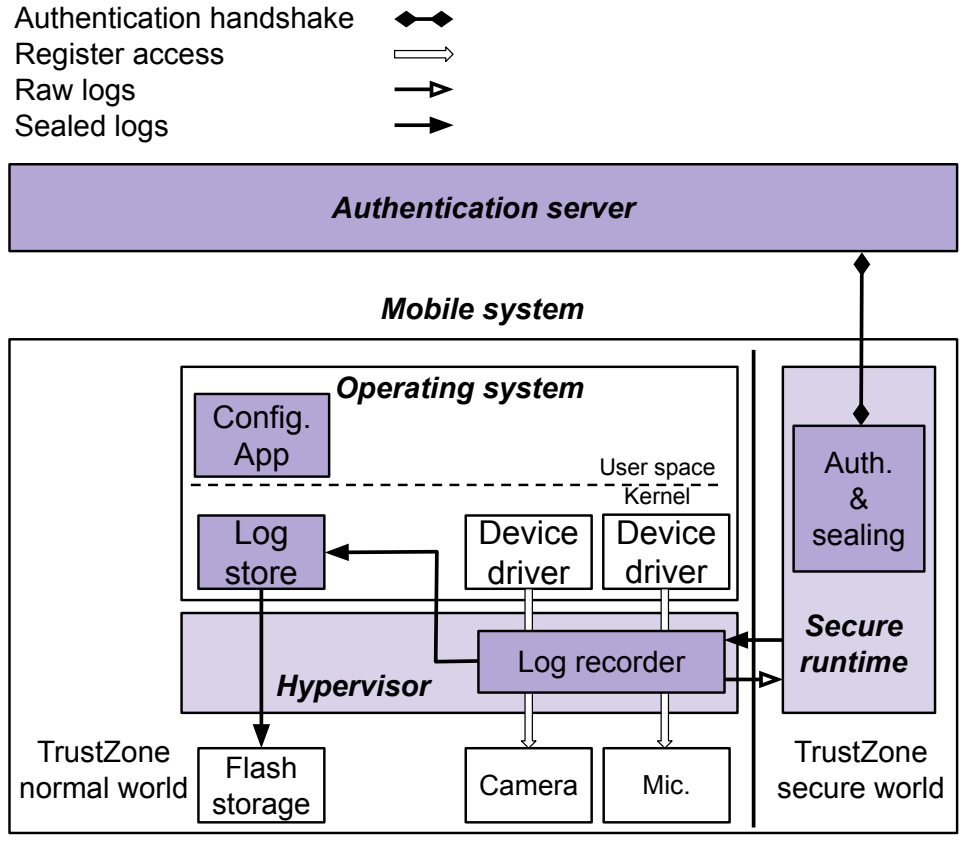 Authentication handshake
Register access
Raw logs
Sealed logs
Authentication server
Mobile system
Operating system
Config.
App
User space
Kernel
Log
store
Device
driver
Device
driver
Auth.
&
sealing
Log recorder
Hypervisor
Secure
runtime
TrustZone
normal world
Flash
storage
Camera
Mic.
TrustZone
secure world